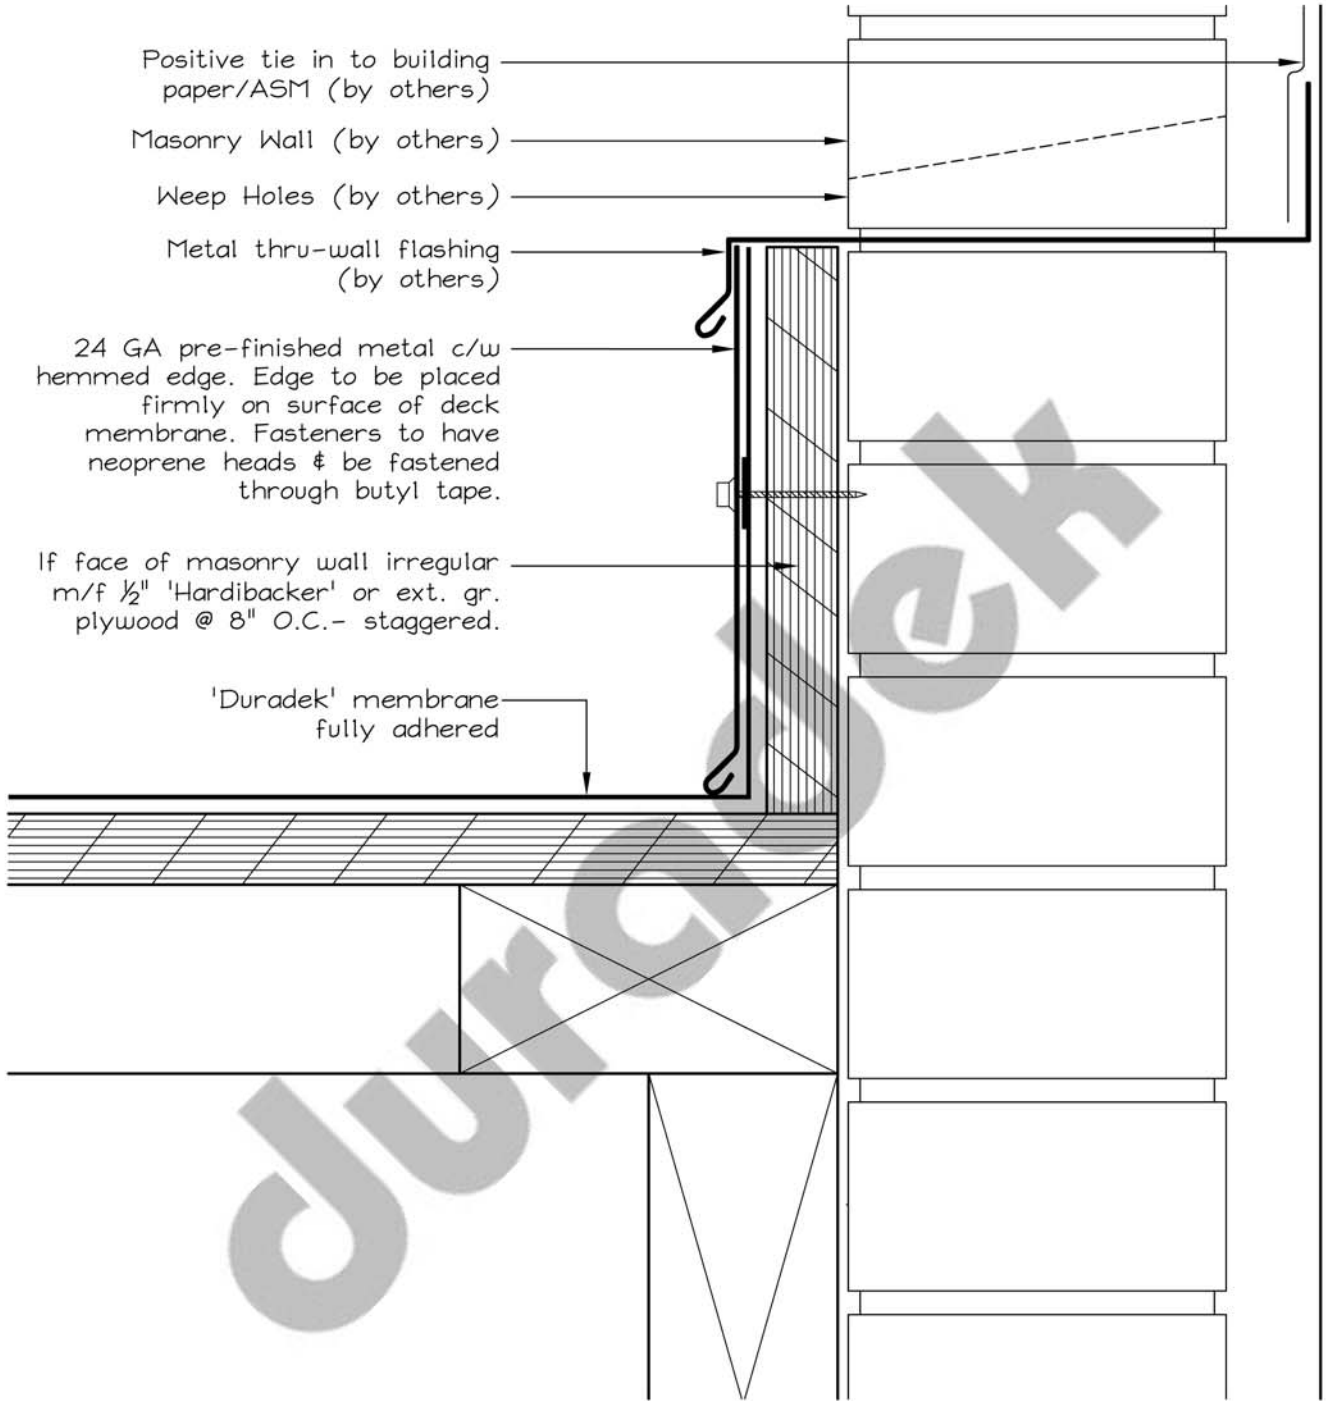 Positive tie in to building
paper/ASM (by others)
Masonry Wall (by others)
Weep Holes (by others)
Metal thru-wall flashing
(by others)
24 GA pre-finished metal c/w
hemmed edge. Edge to be placed
firmly on surface of deck
membrane. Fasteners to have
neoprene heads & be fastened
through butyl tape.
If face of masonry wall irregular
m/f ½" 'Hardibacker' or ext. gr.
plywood @ 8" O.C.- staggered.
'Duradek' membrane
fully adhered
duradek